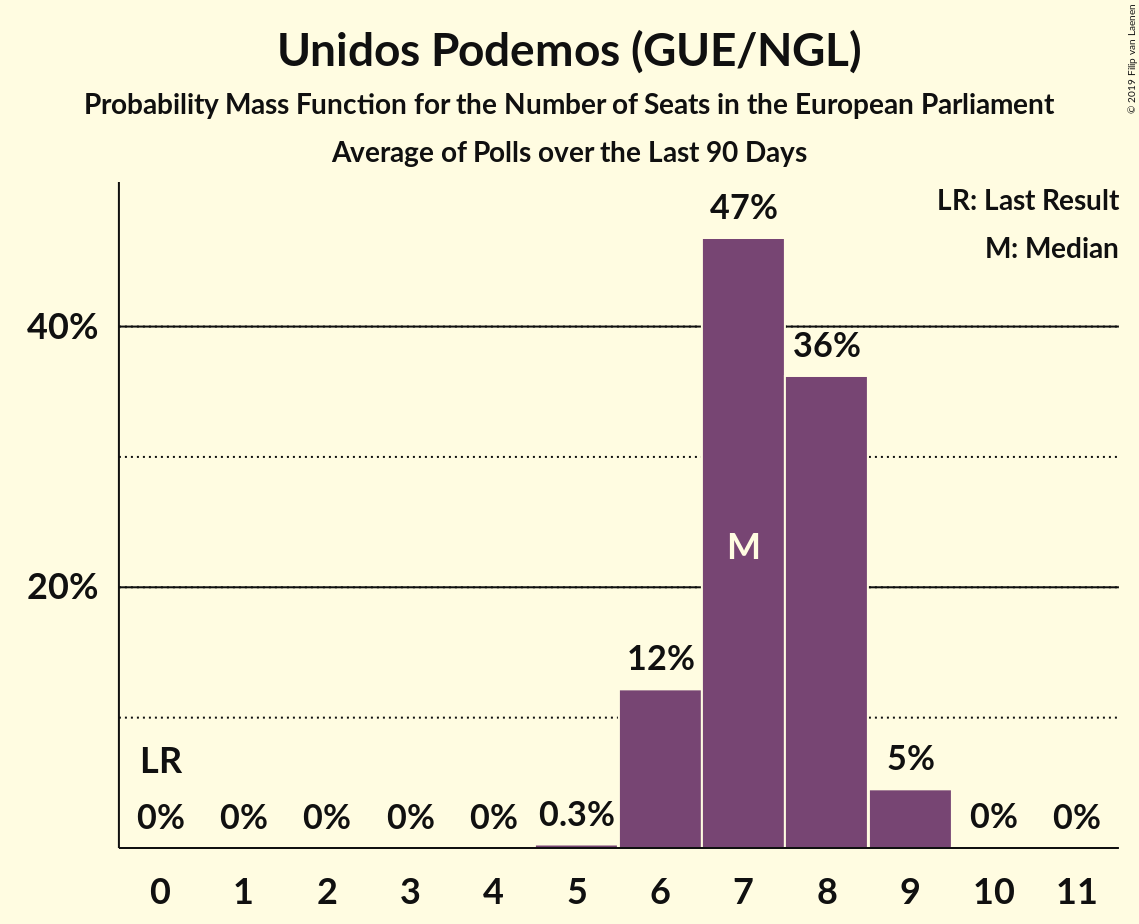 Unidos Podemos (GUE/NGL)
Probability Mass Function for the Number of Seats in the European Parliament
Average of Polls over the Last 90 Days
© 2019 Filip van Laenen
LR: Last Result
M: Median
47%
40%
36%
M
20%
12%
LR
5%
0% 0% 0% 0% 0% 0.3% 0% 0%
0 1 2 3 4 5 6 7 8 9 10 11